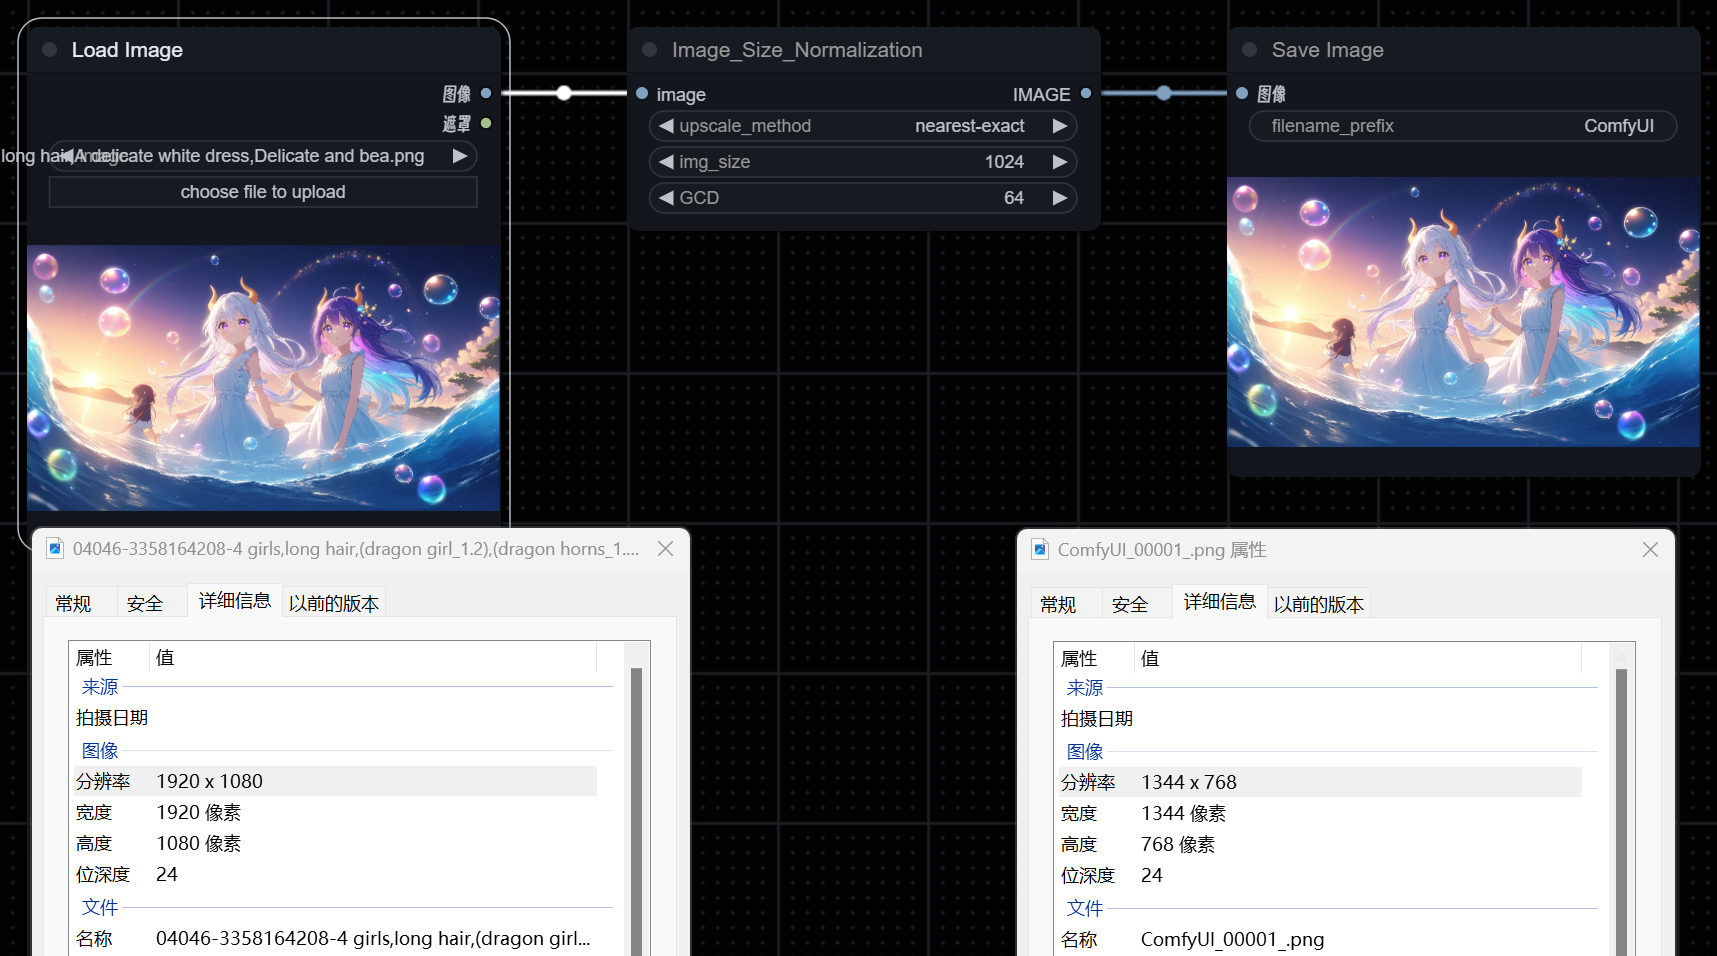 Load Image
图像
遮罩
long hair,A delicate white dress,Delicate and bea.png
choose file to upload
Image_Size_Normalization
image
IMAGE
upscale_method
nearest-exact
img_size
1024
GCD
64
Save Image
图像
filename_prefix
ComfyUI
04046-3358164208-4 girls,long hair,(dragon girl_1.2),(dragon horns_1....
常规
安全
详细信息
以前的版本
属性
值
来源
拍摄日期
图像
分辨率
1920 x 1080
宽度
1920 像素
高度
1080 像素
位深度
24
文件
名称
04046-3358164208-4 girls,long hair,(dragon girl...
ComfyUI_00001_.png 属性
常规
安全
详细信息
以前的版本
属性
值
来源
拍摄日期
图像
分辨率
1344 x 768
宽度
1344 像素
高度
768 像素
位深度
24
文件
名称
ComfyUI_00001_.png